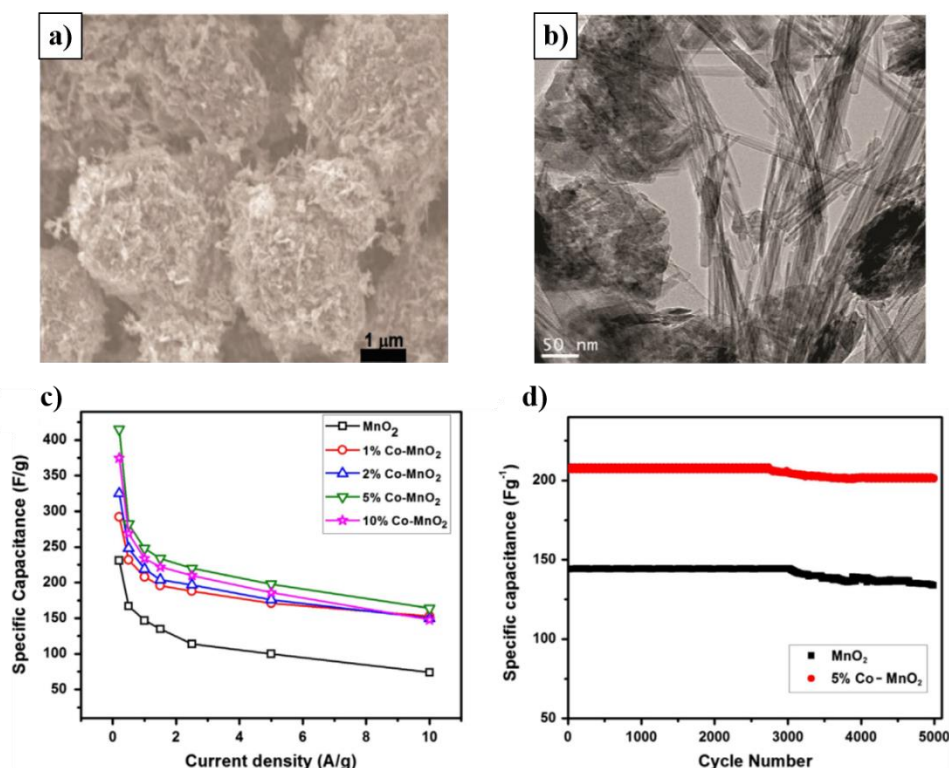 a)
1 μm
b)
50 nm
c)
Specific Capacitance (F/g)
400
350
300
250
200
150
100
50
0 2 4 6 8 10
Current density (A/g)
MnO₂
1% Co-MnO₂
2% Co-MnO₂
5% Co-MnO₂
10% Co-MnO₂
d)
Specific capacitance (Fg⁻¹)
200
150
100
50
0 1000 2000 3000 4000 5000
Cycle Number
MnO₂
5% Co – MnO₂